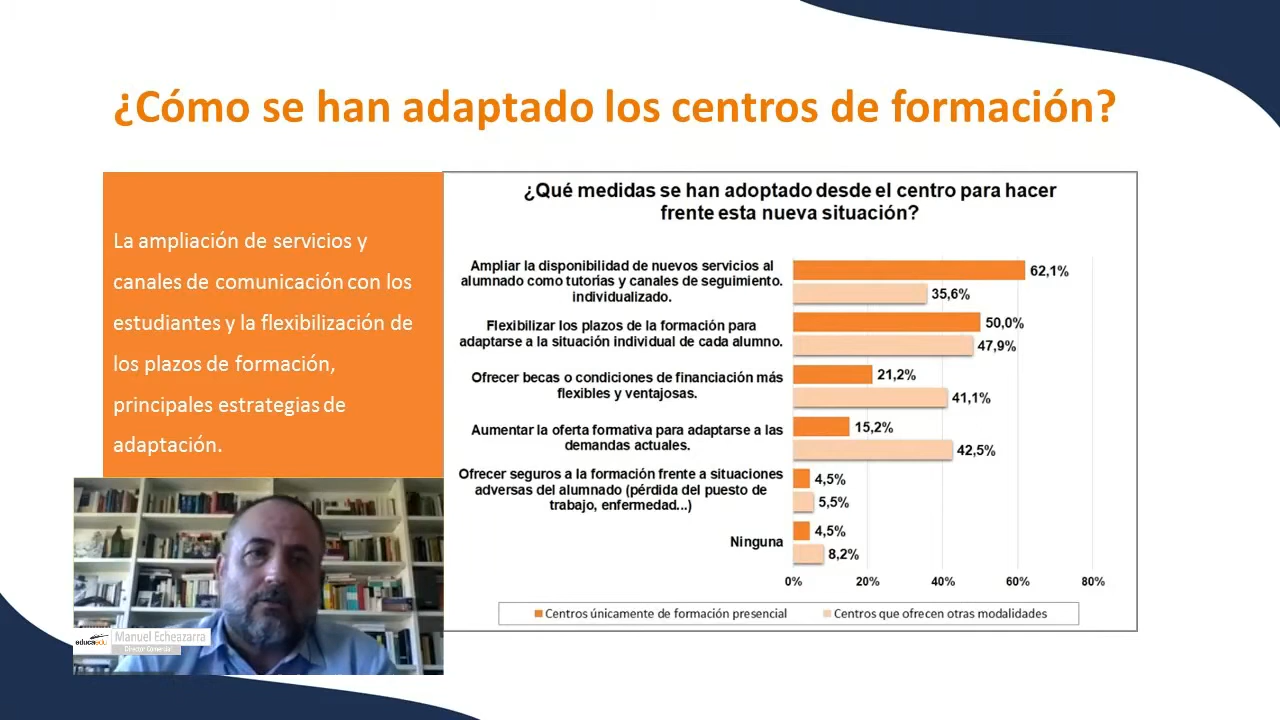 ¿Cómo se han adaptado los centros de formación?
La ampliación de servicios y
canales de comunicación con los
estudiantes y la flexibilización de
los plazos de formación,
principales estrategias de
adaptación.
¿Qué medidas se han adoptado desde el centro para hacer
frente esta nueva situación?
Ampliar la disponibilidad de nuevos servicios al
alumnado como tutorías y canales de seguimiento.
individualizado.
62,1%
35,6%
Flexibilizar los plazos de la formación para
adaptarse a la situación individual de cada alumno.
50,0%
47,9%
Ofrecer becas o condiciones de financiación más
flexibles y ventajosas.
21,2%
41,1%
Aumentar la oferta formativa para adaptarse a las
demandas actuales.
15,2%
42,5%
Ofrecer seguros a la formación frente a situaciones
adversas del alumnado (pérdida del puesto de
trabajo, enfermedad...)
4,5%
5,5%
Ninguna
4,5%
8,2%
0% 20% 40% 60% 80%
Centros únicamente de formación presencial Centros que ofrecen otras modalidades
educaedu
Manuel Echeazarra
Director Comercial